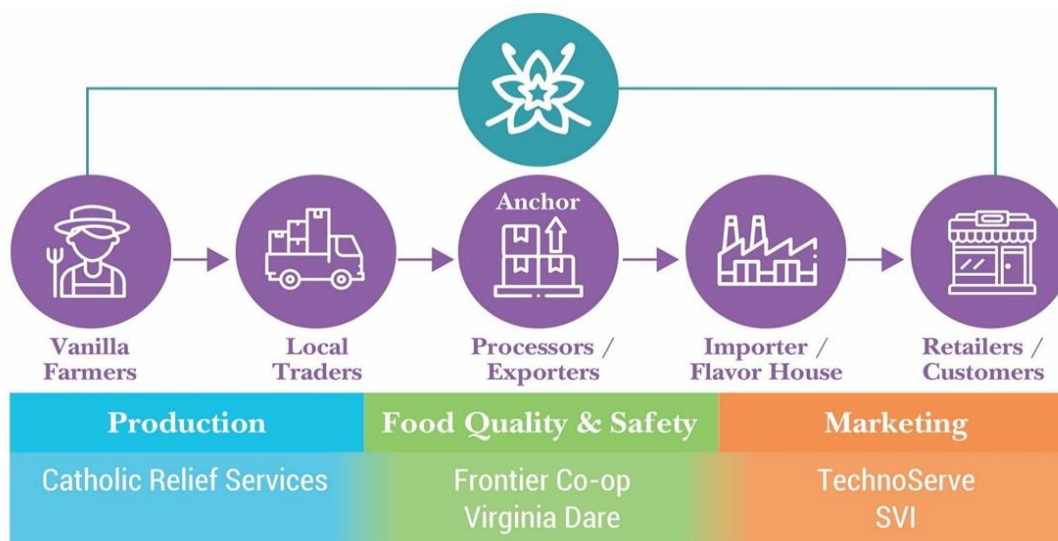 Anchor
Vanilla
Farmers
Local
Traders
Processors /
Exporters
Importer /
Flavor House
Retailers /
Customers
Production
Food Quality & Safety
Marketing
Catholic Relief Services
Frontier Co-op
Virginia Dare
TechnoServe
SVI